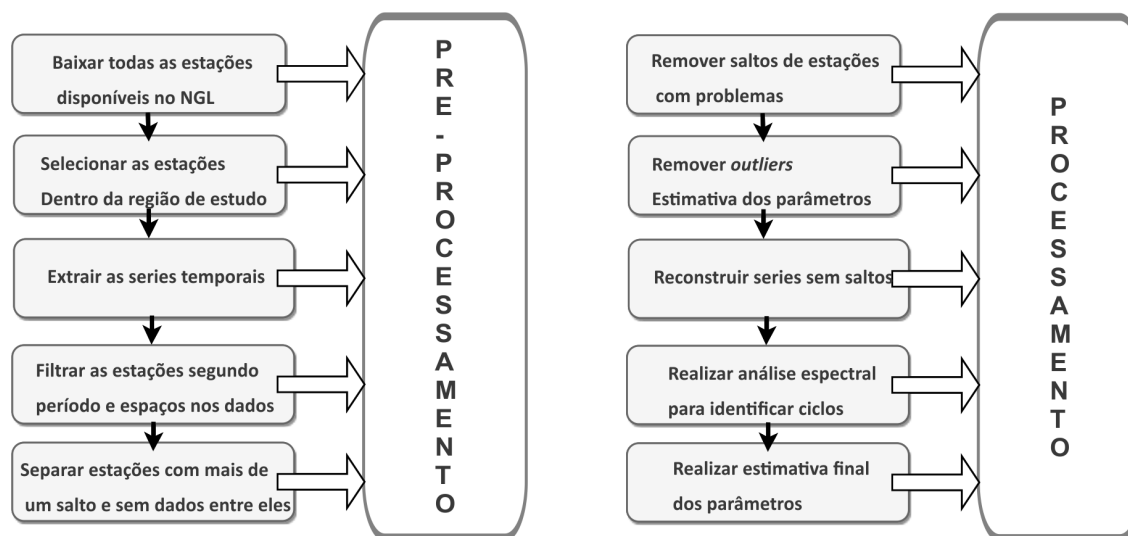 Baixar todas as estações
disponíveis no NGL
Selecionar as estações
Dentro da região de estudo
Extrair as series temporais
Filtrar as estações segundo
período e espaços nos dados
Separar estações com mais de
um salto e sem dados entre eles
PRE-PROCESSAMENTO
Remover saltos de estações
com problemas
Remover outliers
Estimativa dos parâmetros
Reconstruir series sem saltos
Realizar análise espectral
para identificar ciclos
Realizar estimativa final
dos parâmetros
PROCESSAMENTO